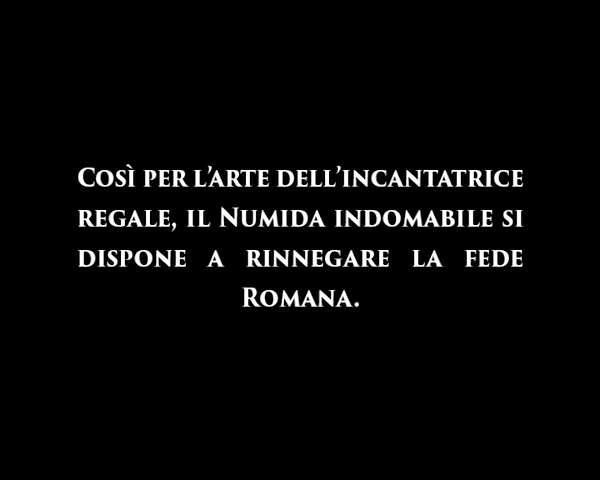 Così per l'arte dell'incantatrice
regale, il Numida indomabile si
dispone a rinnegare la fede
Romana.